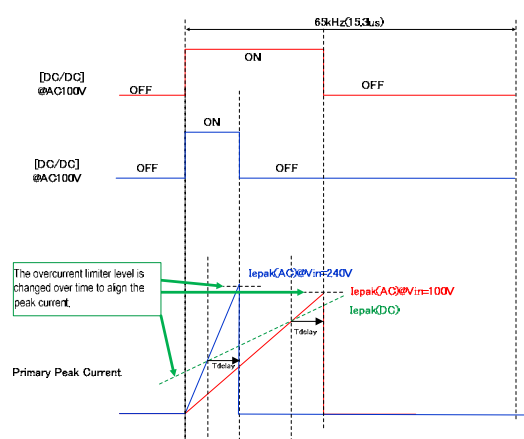 65kHz(15.3us)
ON
[DC/DC]
@AC100V
OFF
OFF
ON
[DC/DC]
@AC100V
OFF
OFF
The overcurrent limiter level is
changed over time to align the
peak current.
Iepak(AC)@Vin=240V
Iepak(AC)@Vin=100V
Iepak(DC)
Tdslay
Tdelay
Primary Peak Current